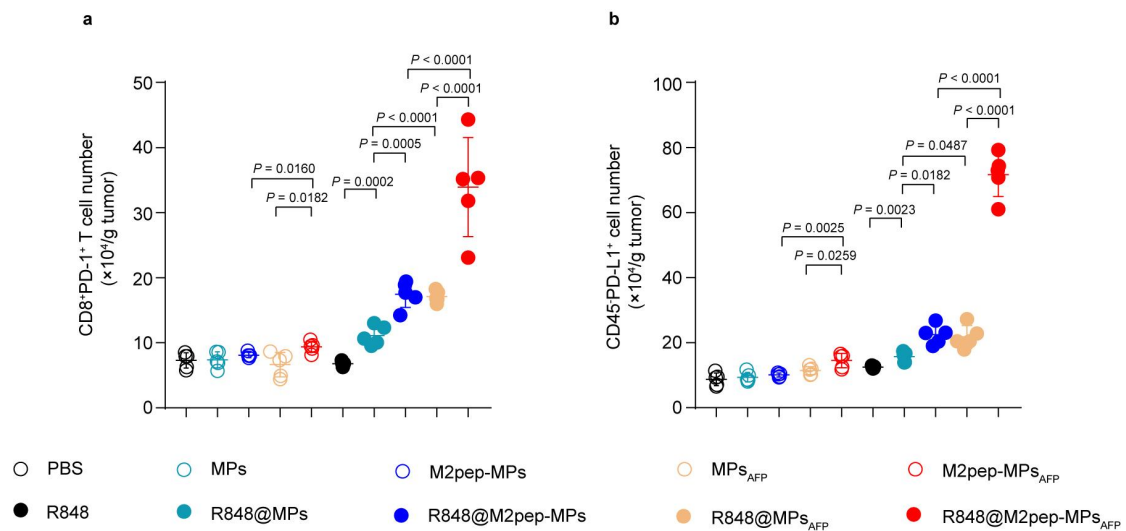 a
P < 0.0001
P < 0.0001
P < 0.0001
P = 0.0005
P = 0.0160
P = 0.0002
P = 0.0182
CD8⁺PD-1⁺ T cell number
(×10⁴/g tumor)
50
40
30
20
10
0
b
P < 0.0001
P < 0.0001
P = 0.0487
P = 0.0182
P = 0.0023
P = 0.0025
P = 0.0259
CD45⁻PD-L1⁺ cell number
(×10⁴/g tumor)
100
80
60
40
20
0
PBS MPs M2pep-MPs MPs_AFP M2pep-MPs_AFP
R848 R848@MPs R848@M2pep-MPs R848@MPs_AFP R848@M2pep-MPs_AFP